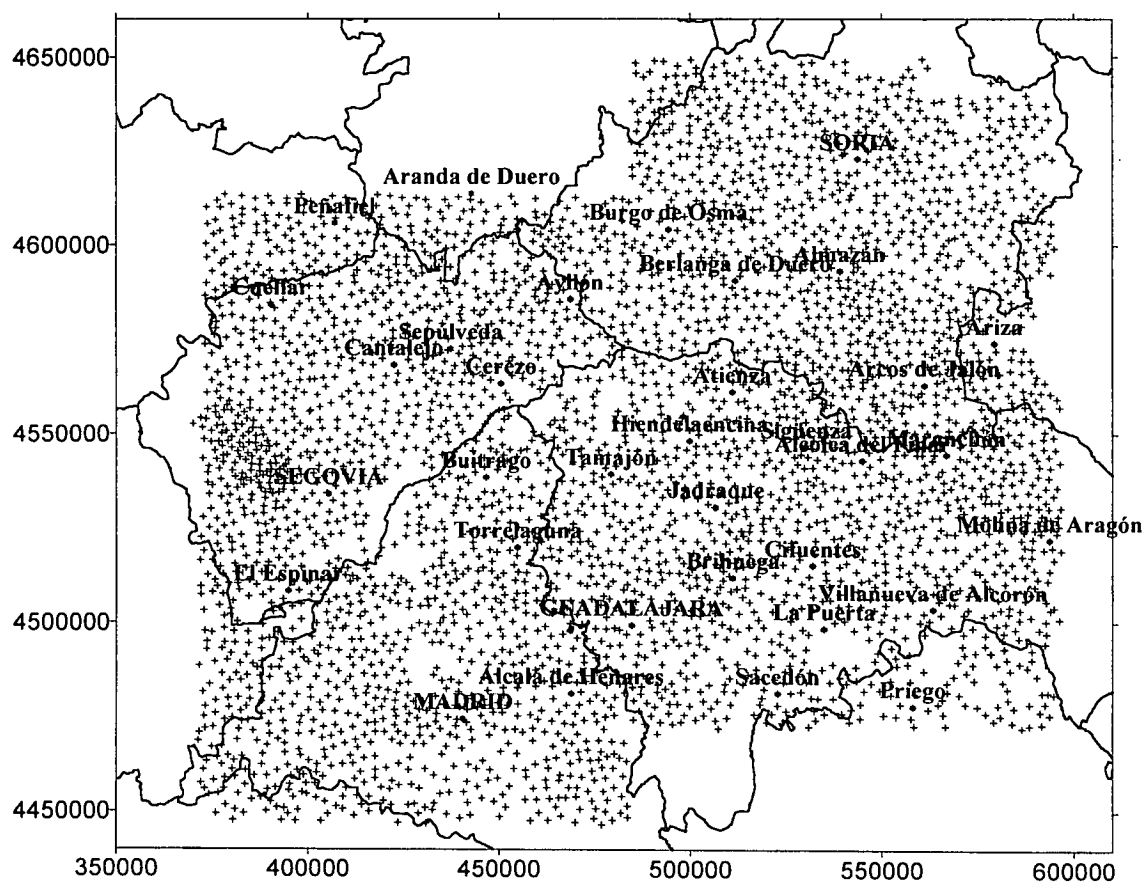 4650000
SORIA
Aranda de Duero
Peñafiel
Burgo de Osma
4600000
Almazán
Berlanga de Duero
Ayllón
Cuéllar
Ariza
Sepúlveda
Cantalejo
Cerezo
Arcos de Jalón
Atienza
4550000
Hiendelaencina
Sigüenza
Maranchón
Alcolea del Pinar
Buitrago
Tamajón
SEGOVIA
Jadraque
Torrelaguna
Molina de Aragón
Cifuentes
Brihuega
El Espinar
Villanueva de Alcorón
4500000
GUADALAJARA
La Puerta
Alcalá de Henares
Sacedón
Priego
MADRID
4450000
350000 400000 450000 500000 550000 600000